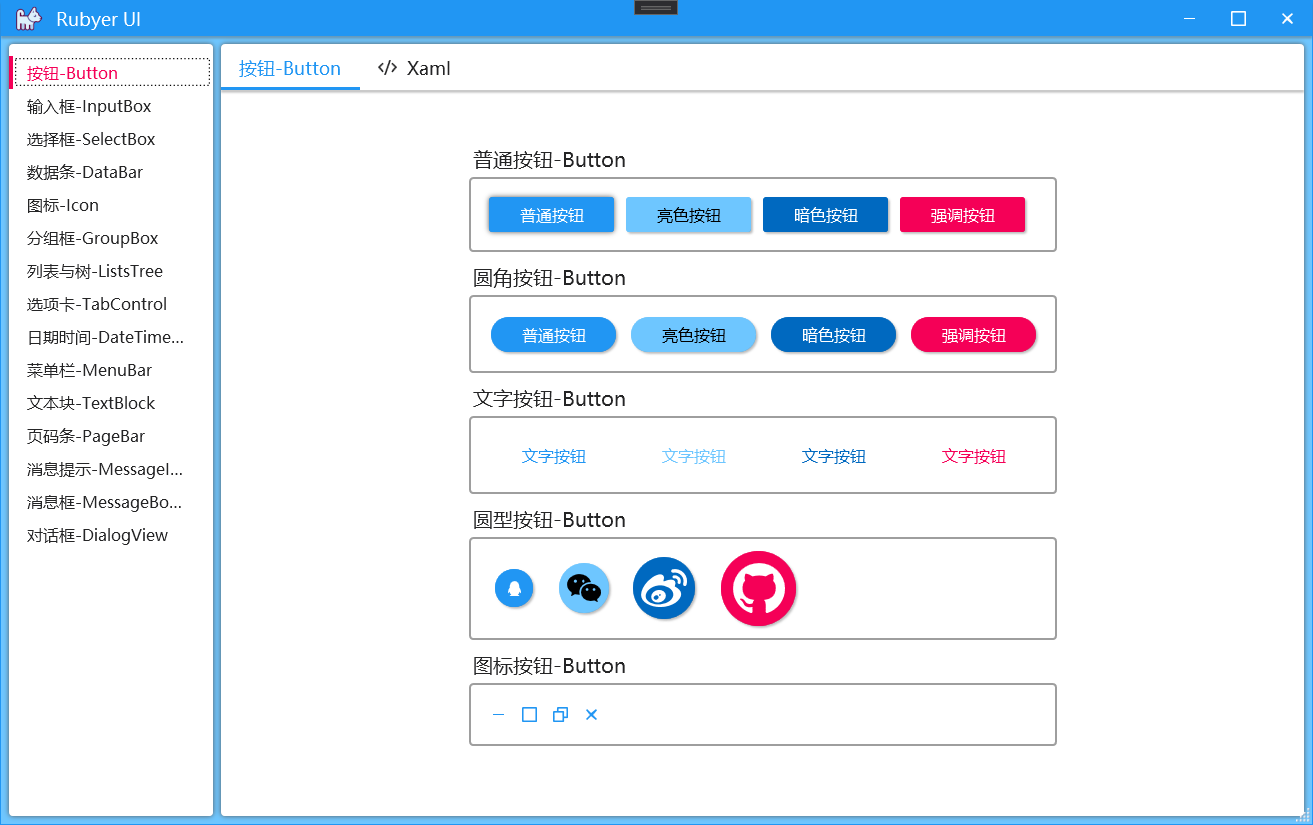 Rubyer UI
按钮-Button
输入框-InputBox
选择框-SelectBox
数据条-DataBar
图标-Icon
分组框-GroupBox
列表与树-ListsTree
选项卡-TabControl
日期时间-DateTime...
菜单栏-MenuBar
文本块-TextBlock
页码条-PageBar
消息提示-MessageI...
消息框-MessageBo...
对话框-DialogView
按钮-Button </> Xaml
普通按钮-Button
普通按钮 亮色按钮 暗色按钮 强调按钮
圆角按钮-Button
普通按钮 亮色按钮 暗色按钮 强调按钮
文字按钮-Button
文字按钮 文字按钮 文字按钮 文字按钮
圆型按钮-Button
图标按钮-Button